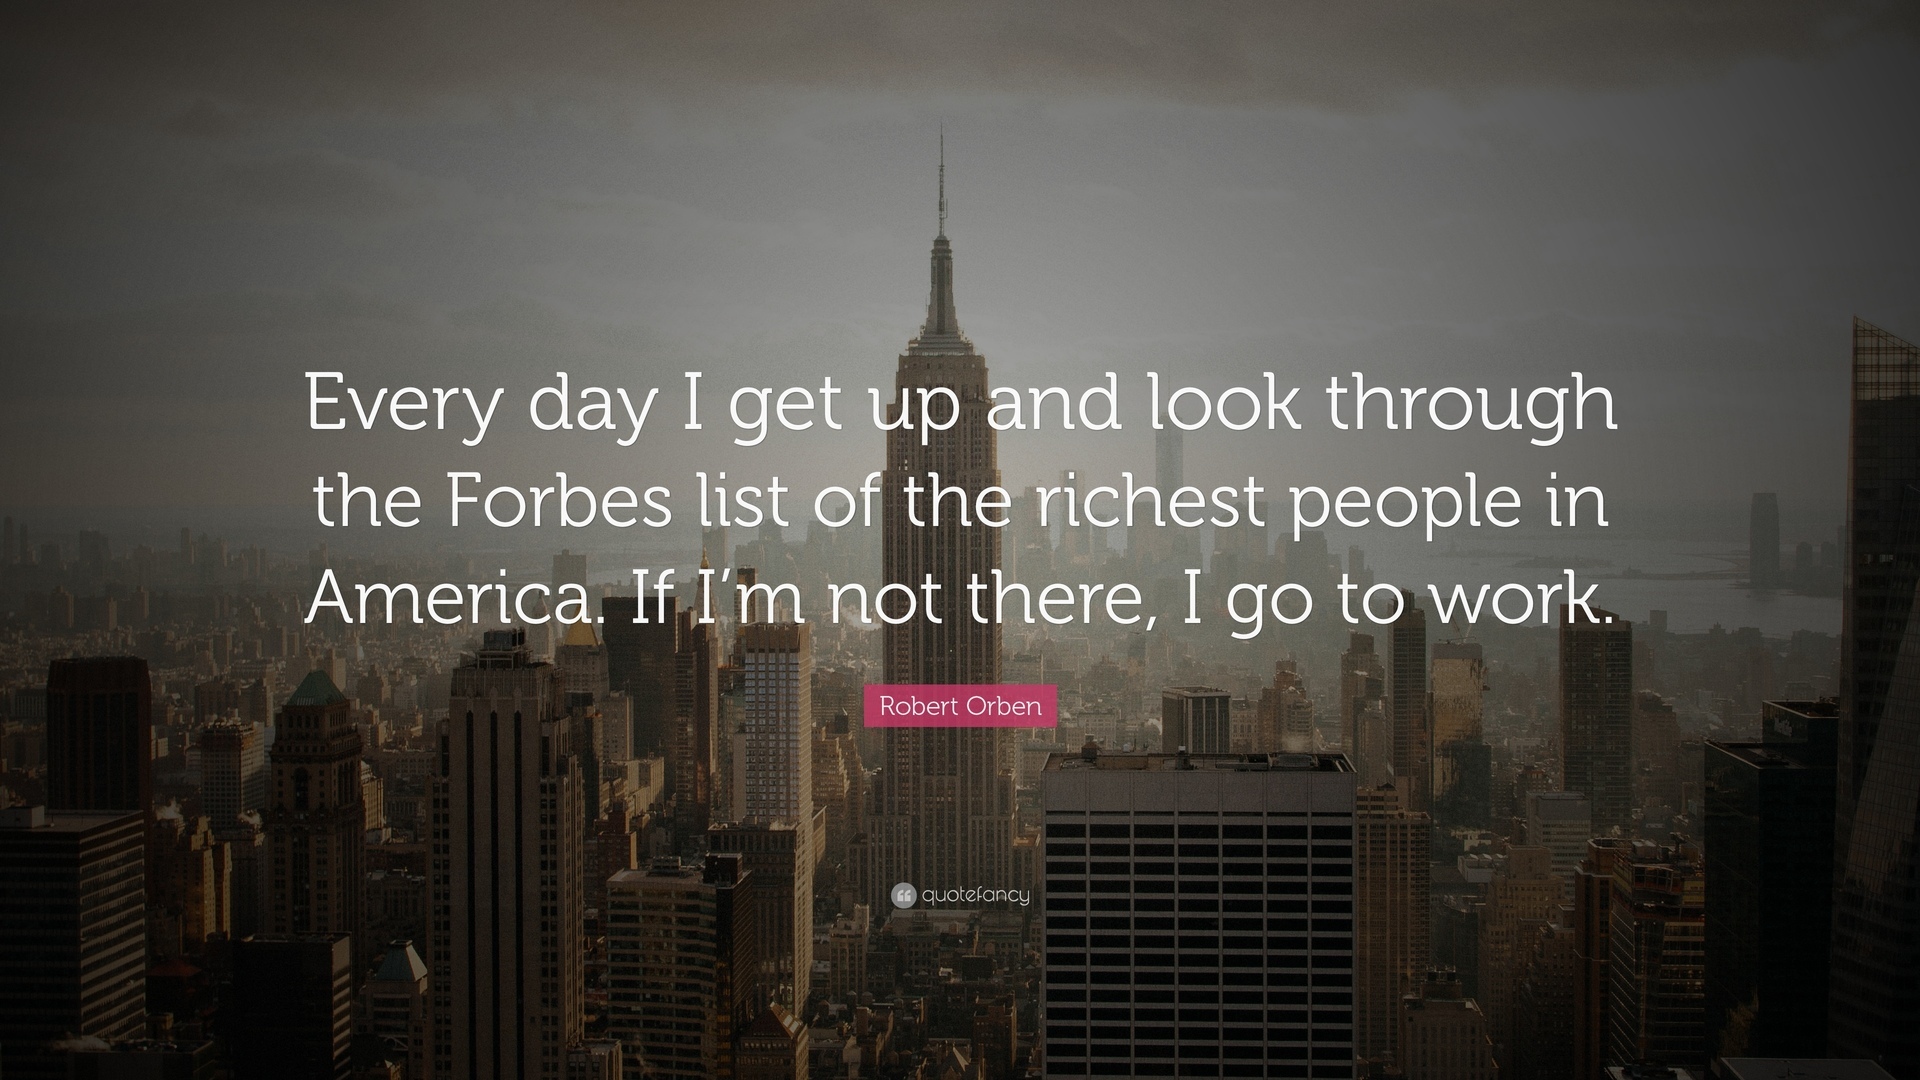 Every day I get up and look through
the Forbes list of the richest people in
America. If I’m not there, I go to work.
Robert Orben
quotefancy